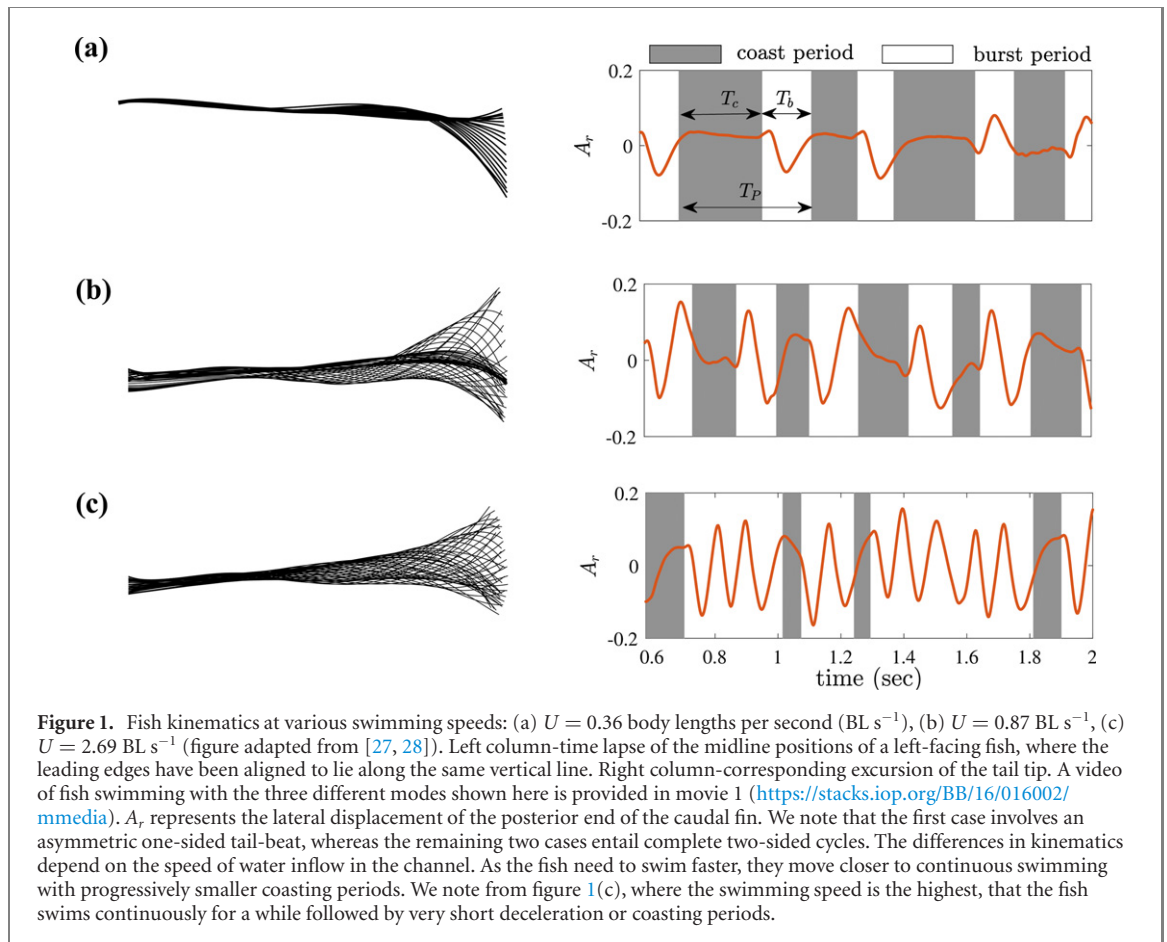 (a)
coast period
burst period
0.2
0
-0.2
A_r
T_c
T_b
T_P
(b)
0.2
0
-0.2
A_r
(c)
0.2
0
-0.2
A_r
0.6 0.8 1 1.2 1.4 1.6 1.8 2
time (sec)
Figure 1. Fish kinematics at various swimming speeds: (a) U = 0.36 body lengths per second (BL s⁻¹), (b) U = 0.87 BL s⁻¹, (c)
U = 2.69 BL s⁻¹ (figure adapted from [27, 28]). Left column-time lapse of the midline positions of a left-facing fish, where the
leading edges have been aligned to lie along the same vertical line. Right column-corresponding excursion of the tail tip. A video
of fish swimming with the three different modes shown here is provided in movie 1 (https://stacks.iop.org/BB/16/016002/
mmedia). A_r represents the lateral displacement of the posterior end of the caudal fin. We note that the first case involves an
asymmetric one-sided tail-beat, whereas the remaining two cases entail complete two-sided cycles. The differences in kinematics
depend on the speed of water inflow in the channel. As the fish need to swim faster, they move closer to continuous swimming
with progressively smaller coasting periods. We note from figure 1(c), where the swimming speed is the highest, that the fish
swims continuously for a while followed by very short deceleration or coasting periods.